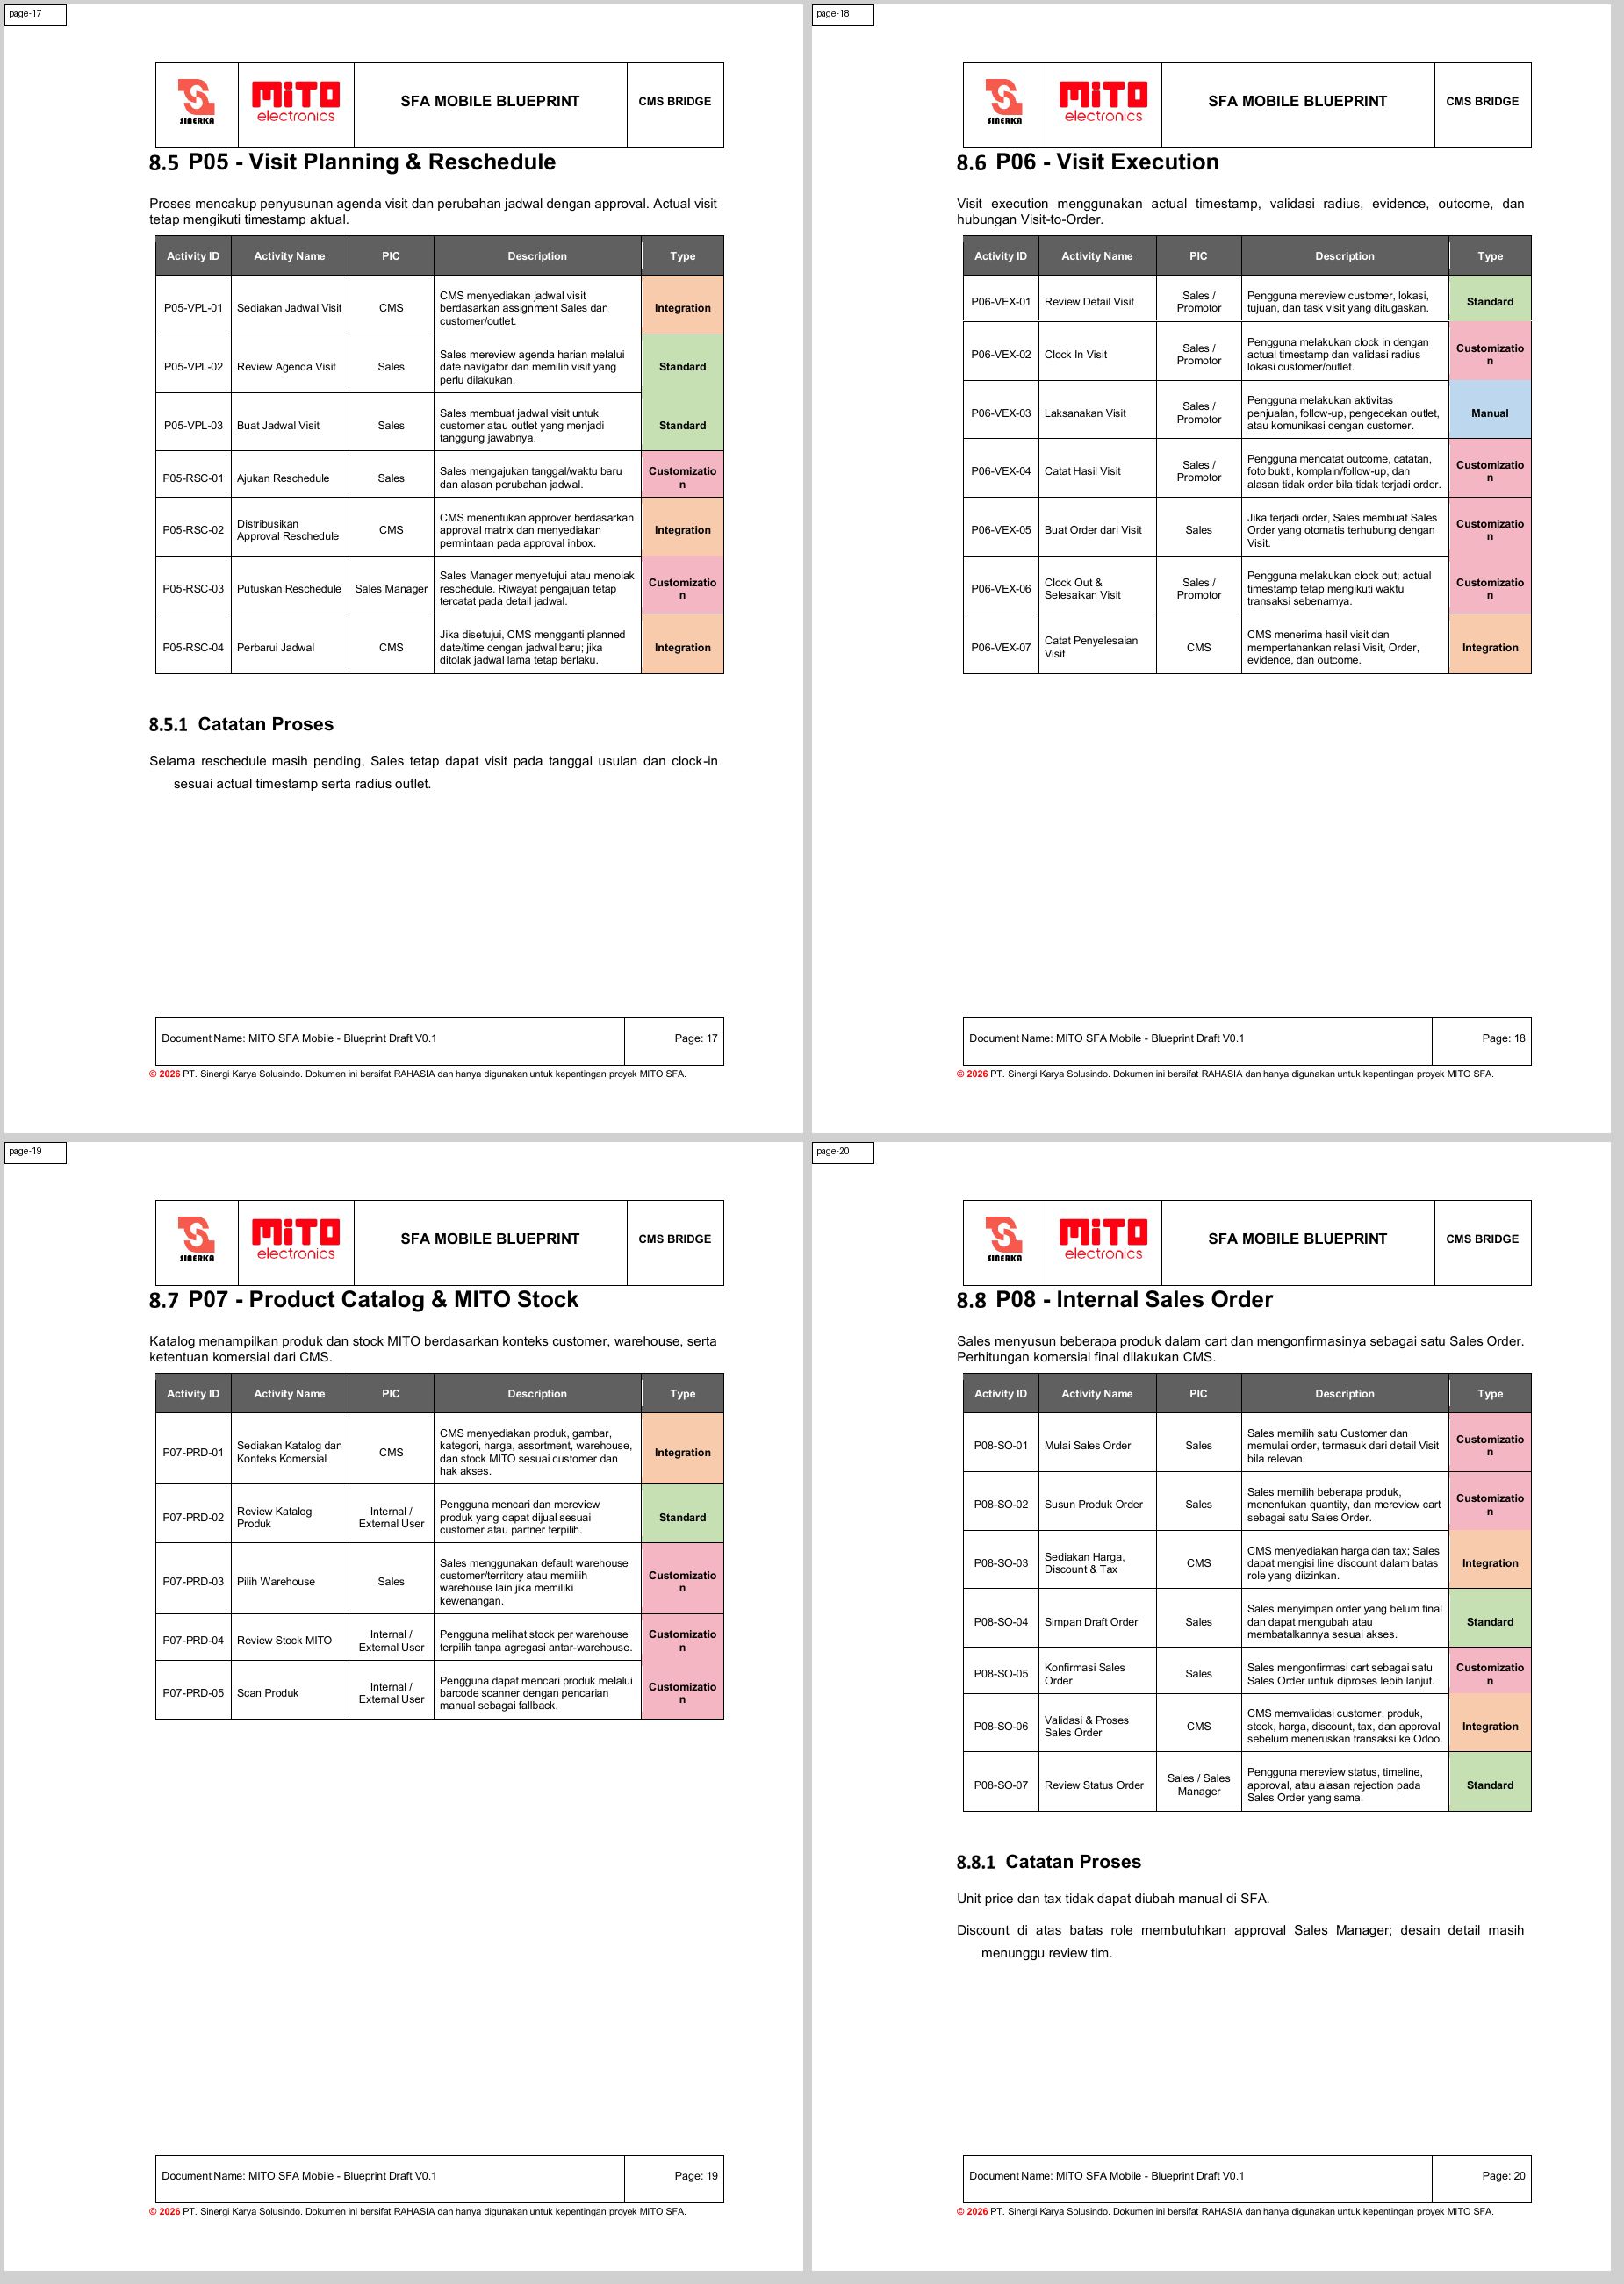 page-17
SINERKA
MiTO
electronics
SFA MOBILE BLUEPRINT
CMS BRIDGE
8.5 P05 - Visit Planning & Reschedule
Proses mencakup penyusunan agenda visit dan perubahan jadwal dengan approval. Actual visit
tetap mengikuti timestamp aktual.
Activity ID Activity Name PIC Description Type
P05-VPL-01 Sediakan Jadwal Visit CMS
CMS menyediakan jadwal visit
berdasarkan assignment Sales dan
customer/outlet.
Integration
P05-VPL-02 Review Agenda Visit Sales
Sales mereview agenda harian melalui
date navigator dan memilih visit yang
perlu dilakukan.
Standard
P05-VPL-03 Buat Jadwal Visit Sales
Sales membuat jadwal visit untuk
customer atau outlet yang menjadi
tanggung jawabnya.
Standard
P05-RSC-01 Ajukan Reschedule Sales
Sales mengajukan tanggal/waktu baru
dan alasan perubahan jadwal.
Customizatio
n
P05-RSC-02
Distribusikan
Approval Reschedule
CMS
CMS menentukan approver berdasarkan
approval matrix dan menyediakan
permintaan pada approval inbox.
Integration
P05-RSC-03 Putuskan Reschedule Sales Manager
Sales Manager menyetujui atau menolak
reschedule. Riwayat pengajuan tetap
tercatat pada detail jadwal.
Customizatio
n
P05-RSC-04 Perbarui Jadwal CMS
Jika disetujui, CMS mengganti planned
date/time dengan jadwal baru; jika
ditolak jadwal lama tetap berlaku.
Integration
8.5.1 Catatan Proses
Selama reschedule masih pending, Sales tetap dapat visit pada tanggal usulan dan clock-in
sesuai actual timestamp serta radius outlet.
Document Name: MITO SFA Mobile - Blueprint Draft V0.1 Page: 17
© 2026 PT. Sinergi Karya Solusindo. Dokumen ini bersifat RAHASIA dan hanya digunakan untuk kepentingan proyek MITO SFA.
page-18
SINERKA
MiTO
electronics
SFA MOBILE BLUEPRINT
CMS BRIDGE
8.6 P06 - Visit Execution
Visit execution menggunakan actual timestamp, validasi radius, evidence, outcome, dan
hubungan Visit-to-Order.
Activity ID Activity Name PIC Description Type
P06-VEX-01 Review Detail Visit
Sales /
Promotor
Pengguna mereview customer, lokasi,
tujuan, dan task visit yang ditugaskan.
Standard
P06-VEX-02 Clock In Visit
Sales /
Promotor
Pengguna melakukan clock in dengan
actual timestamp dan validasi radius
lokasi customer/outlet.
Customizatio
n
P06-VEX-03 Laksanakan Visit
Sales /
Promotor
Pengguna melakukan aktivitas
penjualan, follow-up, pengecekan outlet,
atau komunikasi dengan customer.
Manual
P06-VEX-04 Catat Hasil Visit
Sales /
Promotor
Pengguna mencatat outcome, catatan,
foto bukti, komplain/follow-up, dan
alasan tidak order bila tidak terjadi order.
Customizatio
n
P06-VEX-05 Buat Order dari Visit Sales
Jika terjadi order, Sales membuat Sales
Order yang otomatis terhubung dengan
Visit.
Customizatio
n
P06-VEX-06
Clock Out &
Selesaikan Visit
Sales /
Promotor
Pengguna melakukan clock out; actual
timestamp tetap mengikuti waktu
transaksi sebenarnya.
Customizatio
n
P06-VEX-07
Catat Penyelesaian
Visit
CMS
CMS menerima hasil visit dan
mempertahankan relasi Visit, Order,
evidence, dan outcome.
Integration
Document Name: MITO SFA Mobile - Blueprint Draft V0.1 Page: 18
© 2026 PT. Sinergi Karya Solusindo. Dokumen ini bersifat RAHASIA dan hanya digunakan untuk kepentingan proyek MITO SFA.
page-19
SINERKA
MiTO
electronics
SFA MOBILE BLUEPRINT
CMS BRIDGE
8.7 P07 - Product Catalog & MITO Stock
Katalog menampilkan produk dan stock MITO berdasarkan konteks customer, warehouse, serta
ketentuan komersial dari CMS.
Activity ID Activity Name PIC Description Type
P07-PRD-01
Sediakan Katalog dan
Konteks Komersial
CMS
CMS menyediakan produk, gambar,
kategori, harga, assortment, warehouse,
dan stock MITO sesuai customer dan
hak akses.
Integration
P07-PRD-02
Review Katalog
Produk
Internal /
External User
Pengguna mencari dan mereview
produk yang dapat dijual sesuai
customer atau partner terpilih.
Standard
P07-PRD-03 Pilih Warehouse Sales
Sales menggunakan default warehouse
customer/territory atau memilih
warehouse lain jika memiliki
kewenangan.
Customizatio
n
P07-PRD-04 Review Stock MITO
Internal /
External User
Pengguna melihat stock per warehouse
terpilih tanpa agregasi antar-warehouse.
Customizatio
n
P07-PRD-05 Scan Produk
Internal /
External User
Pengguna dapat mencari produk melalui
barcode scanner dengan pencarian
manual sebagai fallback.
Customizatio
n
Document Name: MITO SFA Mobile - Blueprint Draft V0.1 Page: 19
© 2026 PT. Sinergi Karya Solusindo. Dokumen ini bersifat RAHASIA dan hanya digunakan untuk kepentingan proyek MITO SFA.
page-20
SINERKA
MiTO
electronics
SFA MOBILE BLUEPRINT
CMS BRIDGE
8.8 P08 - Internal Sales Order
Sales menyusun beberapa produk dalam cart dan mengonfirmasinya sebagai satu Sales Order.
Perhitungan komersial final dilakukan CMS.
Activity ID Activity Name PIC Description Type
P08-SO-01 Mulai Sales Order Sales
Sales memilih satu Customer dan
memulai order, termasuk dari detail Visit
bila relevan.
Customizatio
n
P08-SO-02 Susun Produk Order Sales
Sales memilih beberapa produk,
menentukan quantity, dan mereview cart
sebagai satu Sales Order.
Customizatio
n
P08-SO-03
Sediakan Harga,
Discount & Tax
CMS
CMS menyediakan harga dan tax; Sales
dapat mengisi line discount dalam batas
role yang diizinkan.
Integration
P08-SO-04 Simpan Draft Order Sales
Sales menyimpan order yang belum final
dan dapat mengubah atau
membatalkannya sesuai akses.
Standard
P08-SO-05
Konfirmasi Sales
Order
Sales
Sales mengonfirmasi cart sebagai satu
Sales Order untuk diproses lebih lanjut.
Customizatio
n
P08-SO-06
Validasi & Proses
Sales Order
CMS
CMS memvalidasi customer, produk,
stock, harga, discount, tax, dan approval
sebelum meneruskan transaksi ke Odoo.
Integration
P08-SO-07 Review Status Order
Sales / Sales
Manager
Pengguna mereview status, timeline,
approval, atau alasan rejection pada
Sales Order yang sama.
Standard
8.8.1 Catatan Proses
Unit price dan tax tidak dapat diubah manual di SFA.
Discount di atas batas role membutuhkan approval Sales Manager; desain detail masih
menunggu review tim.
Document Name: MITO SFA Mobile - Blueprint Draft V0.1 Page: 20
© 2026 PT. Sinergi Karya Solusindo. Dokumen ini bersifat RAHASIA dan hanya digunakan untuk kepentingan proyek MITO SFA.